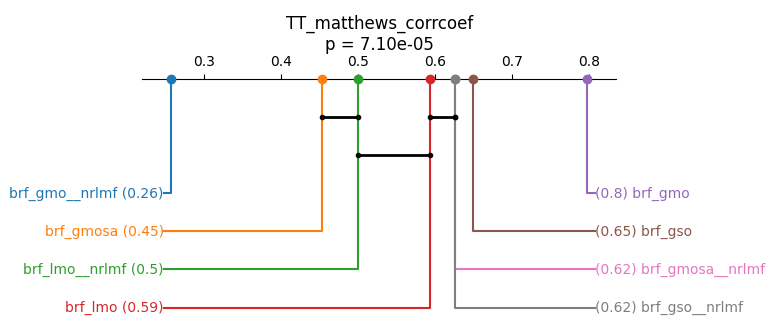 TT_matthews_corrcoef
p = 7.10e-05
0.3 0.4 0.5 0.6 0.7 0.8
brf_gmo__nrlmf (0.26) (0.8) brf_gmo
brf_gmosa (0.45) (0.65) brf_gso
brf_lmo__nrlmf (0.5) (0.62) brf_gmosa__nrlmf
brf_lmo (0.59) (0.62) brf_gso__nrlmf